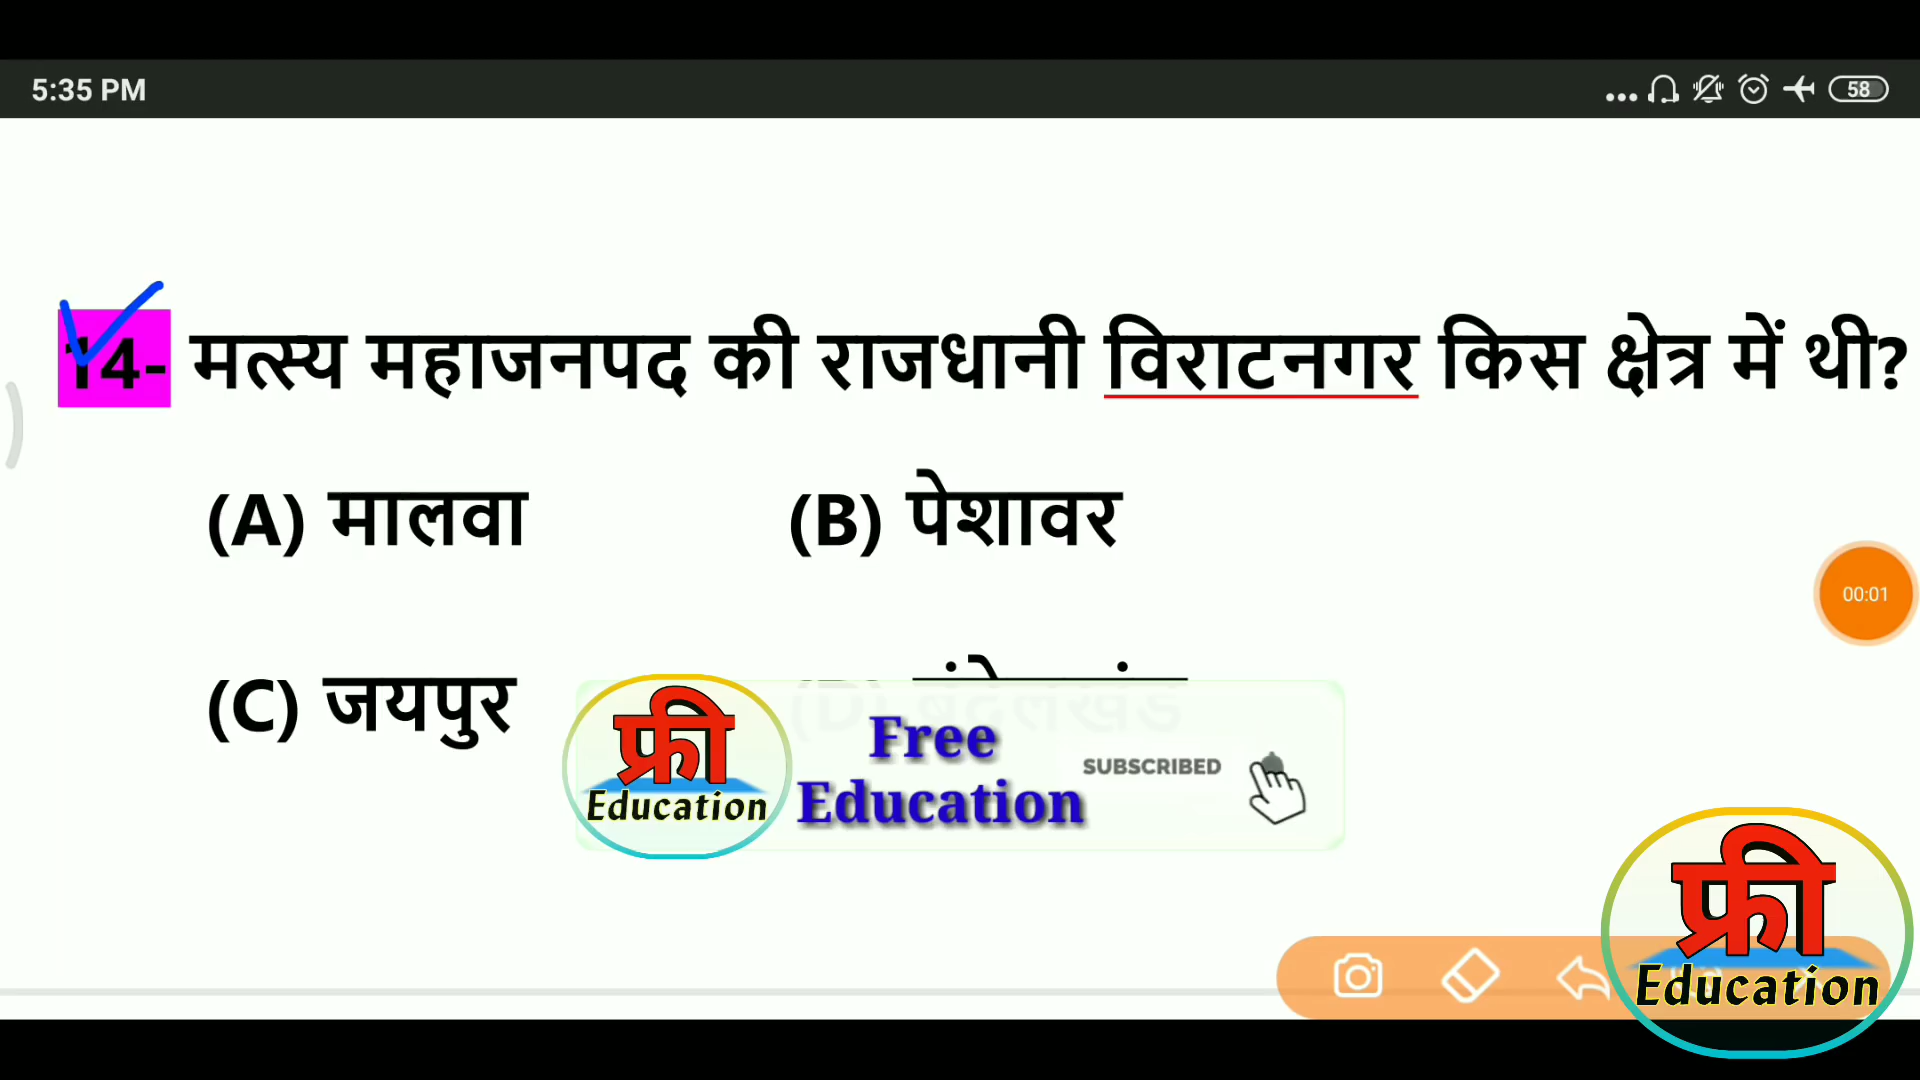 5:35 PM
58
14- मत्स्य महाजनपद की राजधानी विराटनगर किस क्षेत्र में थी?
(A) मालवा (B) पेशावर
00:01
(C) जयपुर (D) बुंदेलखंड
फ्री
Education
Free
Education
SUBSCRIBED
फ्री
Education